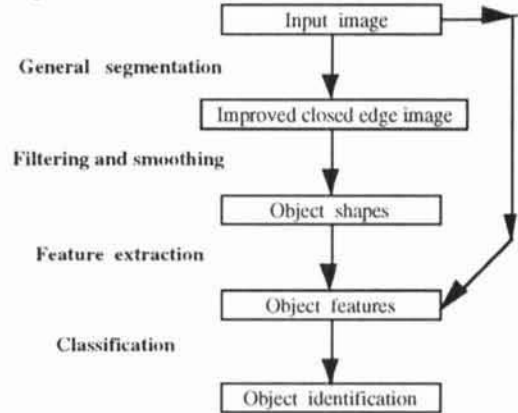 Input image
General segmentation
Improved closed edge image
Filtering and smoothing
Object shapes
Feature extraction
Object features
Classification
Object identification